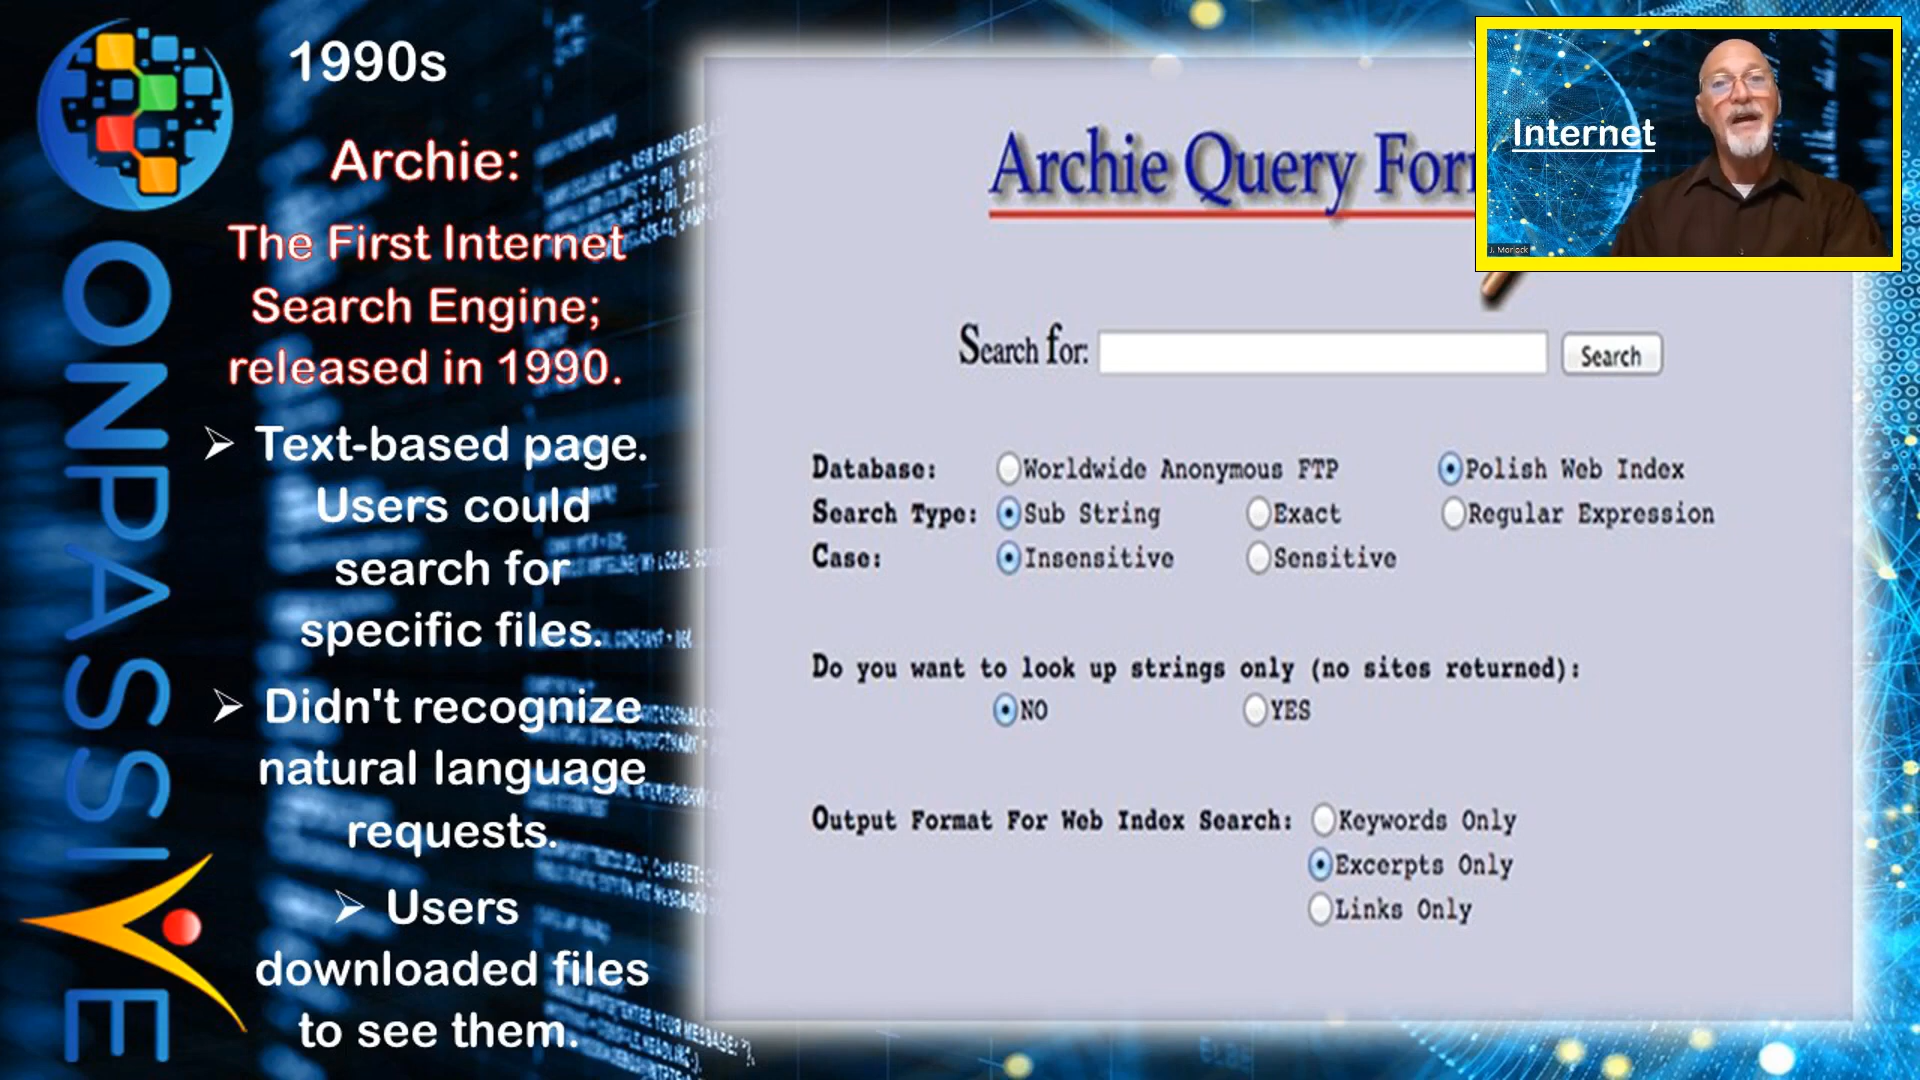 1990s
Archie:
The First Internet
Search Engine;
released in 1990.
➢ Text-based page.
Users could
search for
specific files.
➢ Didn't recognize
natural language
requests.
➢ Users
downloaded files
to see them.
ONPASSIVE
Archie Query For
Search for:
Search
Database: Worldwide Anonymous FTP Polish Web Index
Search Type: Sub String Exact Regular Expression
Case: Insensitive Sensitive
Do you want to look up strings only (no sites returned):
NO YES
Output Format For Web Index Search: Keywords Only
Excerpts Only
Links Only
Internet
J. Morlock